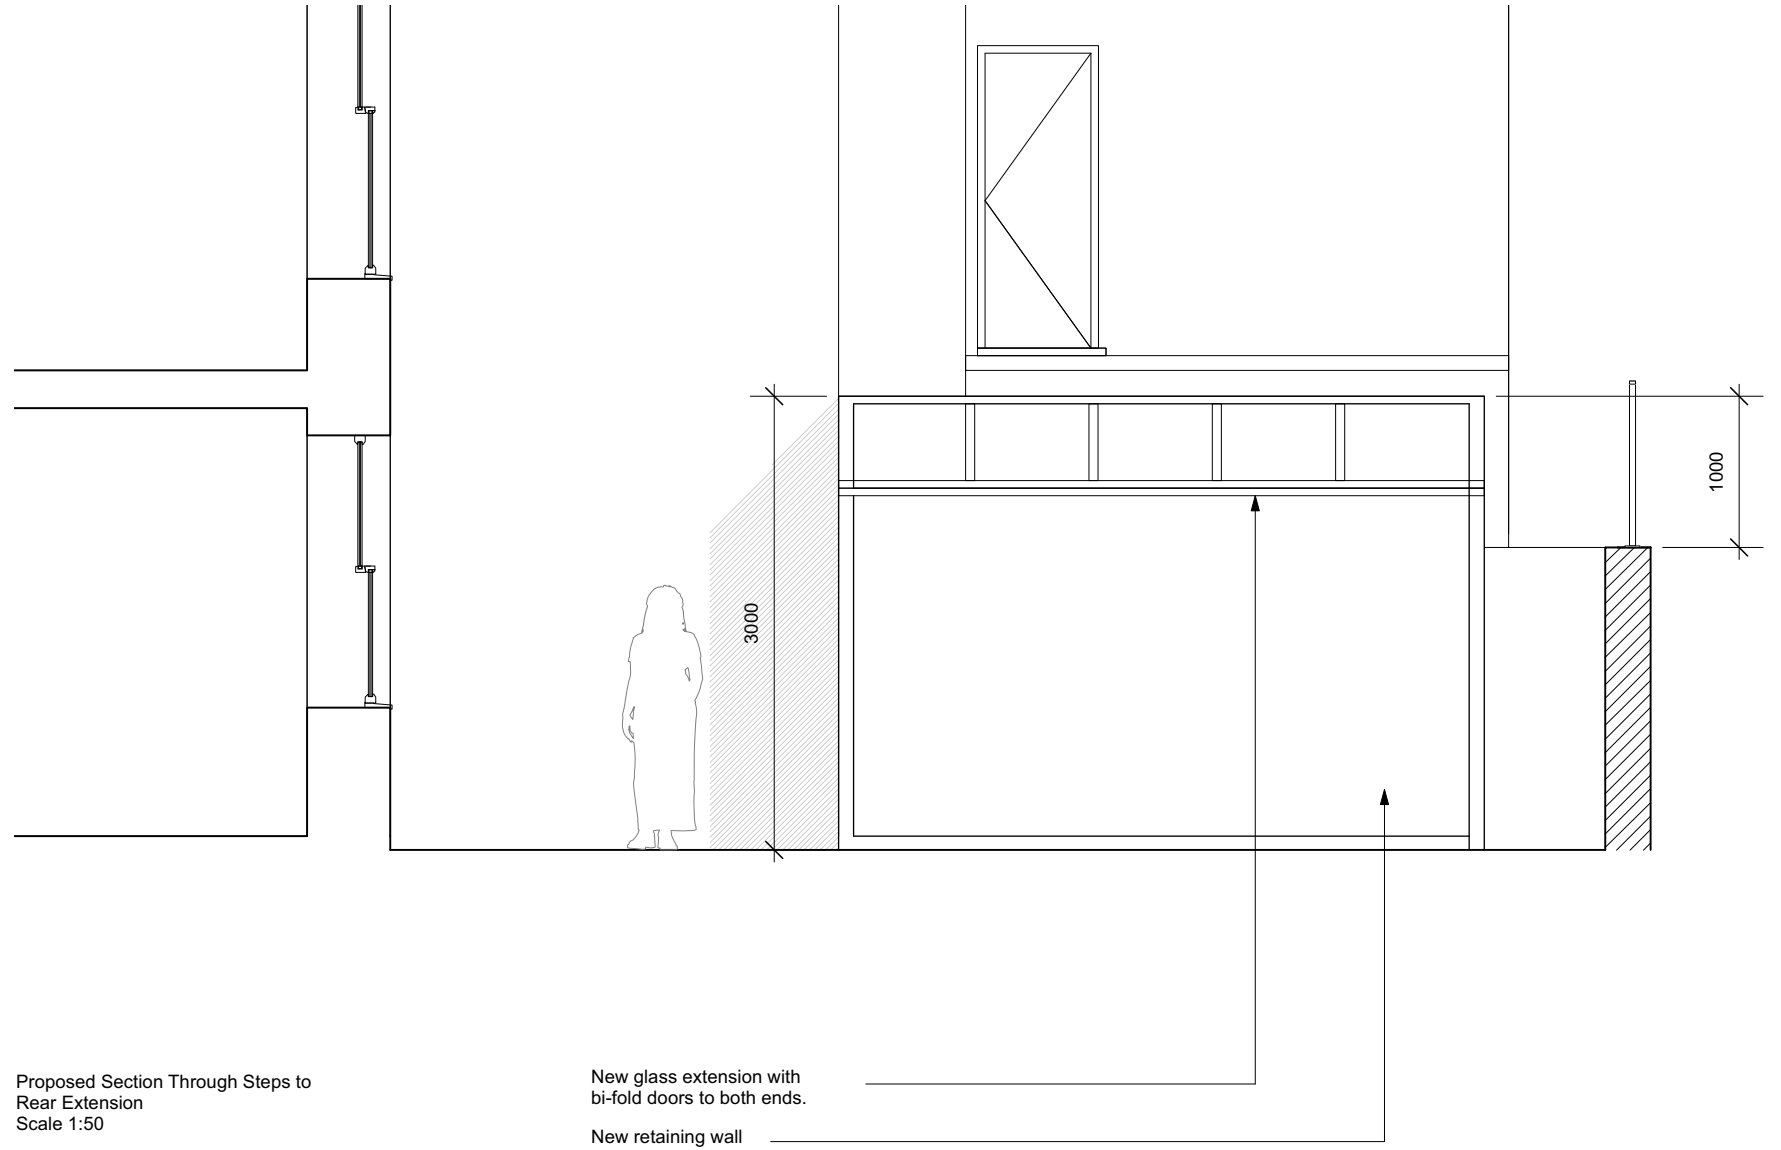 1000
3000
Proposed Section Through Steps to
Rear Extension
Scale 1:50
New glass extension with
bi-fold doors to both ends.
New retaining wall